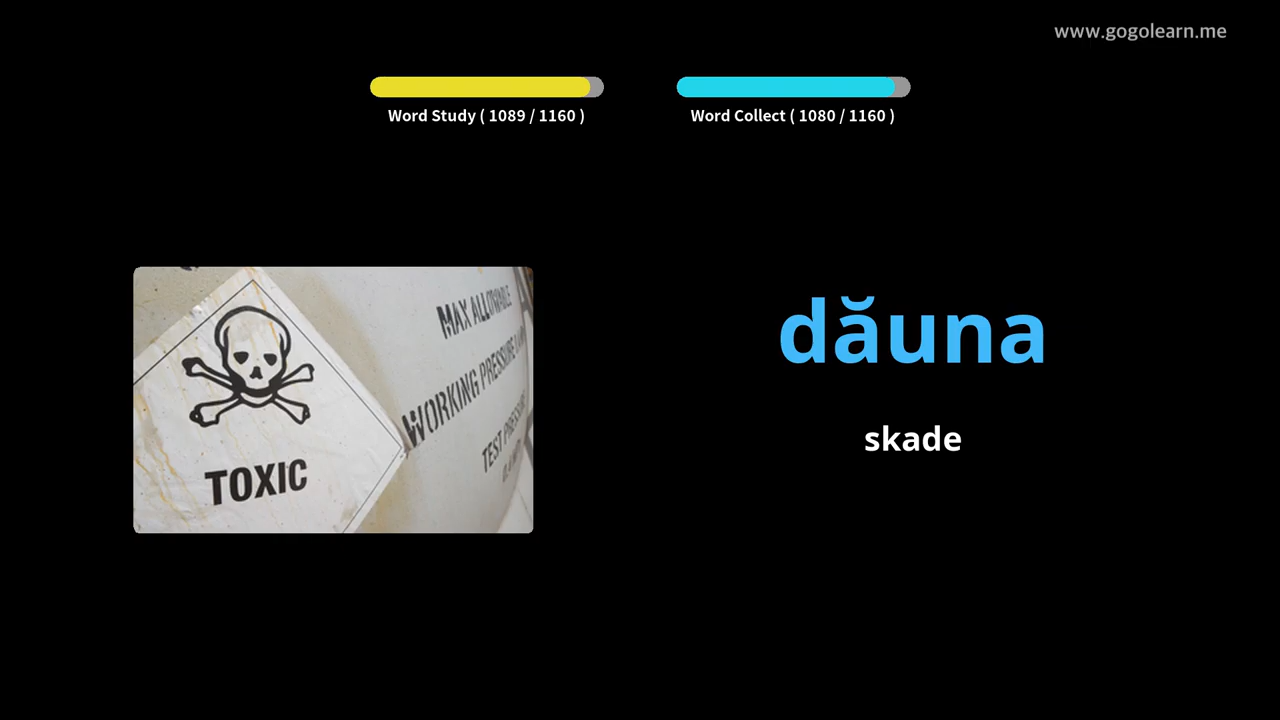 www.gogolearn.me
Word Study ( 1089 / 1160 )
Word Collect ( 1080 / 1160 )
MAX ALLOWABLE
WORKING PRESSURE
TEST PRESSURE
TOXIC
dăuna
skade